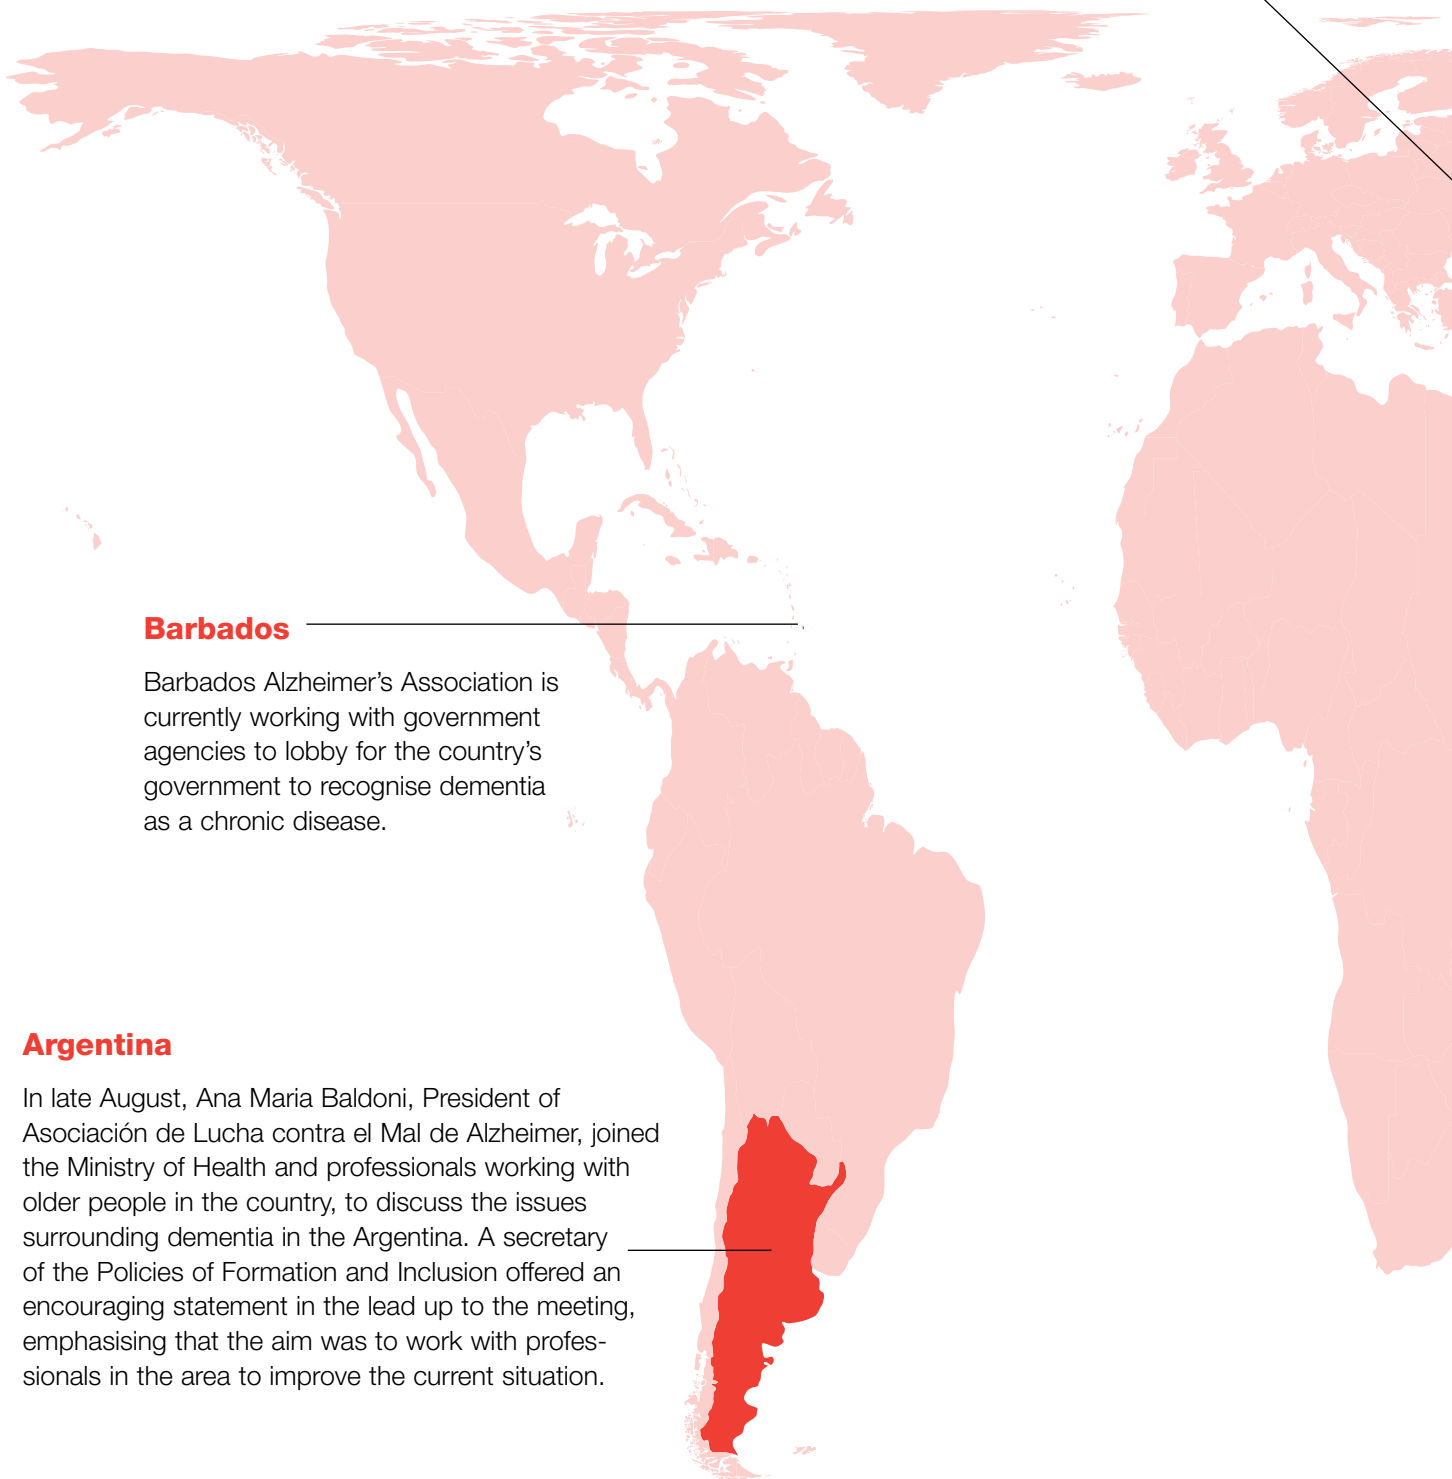 Barbados
Barbados Alzheimer’s Association is
currently working with government
agencies to lobby for the country’s
government to recognise dementia
as a chronic disease.
Argentina
In late August, Ana Maria Baldoni, President of
Asociación de Lucha contra el Mal de Alzheimer, joined
the Ministry of Health and professionals working with
older people in the country, to discuss the issues
surrounding dementia in the Argentina. A secretary
of the Policies of Formation and Inclusion offered an
encouraging statement in the lead up to the meeting,
emphasising that the aim was to work with profes-
sionals in the area to improve the current situation.